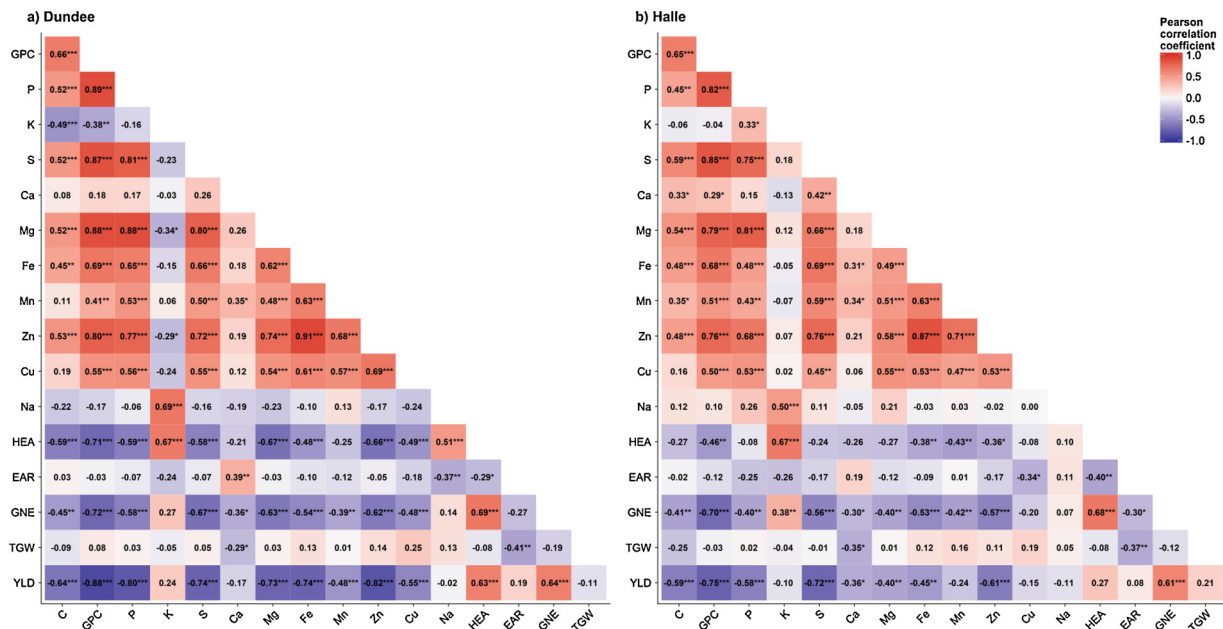 a) Dundee
GPC 0.66***
P 0.52*** 0.89***
K -0.49*** -0.38** -0.16
S 0.52*** 0.87*** 0.81*** -0.23
Ca 0.08 0.18 0.17 -0.03 0.26
Mg 0.52*** 0.88*** 0.88*** -0.34* 0.80*** 0.26
Fe 0.45** 0.69*** 0.65*** -0.15 0.66*** 0.18 0.62***
Mn 0.11 0.41** 0.53*** 0.06 0.50*** 0.35* 0.48*** 0.63***
Zn 0.53*** 0.80*** 0.77*** -0.29* 0.72*** 0.19 0.74*** 0.91*** 0.68***
Cu 0.19 0.55*** 0.56*** -0.24 0.55*** 0.12 0.54*** 0.61*** 0.57*** 0.69***
Na -0.22 -0.17 -0.06 0.69*** -0.16 -0.19 -0.23 -0.10 0.13 -0.17 -0.24
HEA -0.59*** -0.71*** -0.59*** 0.67*** -0.58*** -0.21 -0.67*** -0.48*** -0.25 -0.66*** -0.49*** 0.51***
EAR 0.03 -0.03 -0.07 -0.24 -0.07 0.39** -0.03 -0.10 -0.12 -0.05 -0.18 -0.37** -0.29*
GNE -0.45** -0.72*** -0.58*** 0.27 -0.67*** -0.36* -0.63*** -0.54*** -0.39** -0.62*** -0.48*** 0.14 0.69*** -0.27
TGW -0.09 0.08 0.03 -0.05 0.05 -0.29* 0.03 0.13 0.01 0.14 0.25 0.13 -0.08 -0.41** -0.19
YLD -0.64*** -0.88*** -0.80*** 0.24 -0.74*** -0.17 -0.73*** -0.74*** -0.48*** -0.82*** -0.55*** -0.02 0.63*** 0.19 0.64*** -0.11
C GPC P K S Ca Mg Fe Mn Zn Cu Na HEA EAR GNE TGW
b) Halle
GPC 0.65***
P 0.45** 0.82***
K -0.06 -0.04 0.33*
S 0.59*** 0.85*** 0.75*** 0.18
Ca 0.33* 0.29* 0.15 -0.13 0.42**
Mg 0.54*** 0.79*** 0.81*** 0.12 0.66*** 0.18
Fe 0.48*** 0.68*** 0.48*** -0.05 0.69*** 0.31* 0.49***
Mn 0.35* 0.51*** 0.43** -0.07 0.59*** 0.34* 0.51*** 0.63***
Zn 0.48*** 0.76*** 0.68*** 0.07 0.76*** 0.21 0.58*** 0.87*** 0.71***
Cu 0.16 0.50*** 0.53*** 0.02 0.45** 0.06 0.55*** 0.53*** 0.47*** 0.53***
Na 0.12 0.10 0.26 0.50*** 0.11 -0.05 0.21 -0.03 0.03 -0.02 0.00
HEA -0.27 -0.46** -0.08 0.67*** -0.24 -0.26 -0.27 -0.38** -0.43** -0.36* -0.08 0.10
EAR -0.02 -0.12 -0.25 -0.26 -0.17 0.19 -0.12 -0.09 0.01 -0.17 -0.34* 0.11 -0.40**
GNE -0.41** -0.70*** -0.40** 0.38** -0.56*** -0.30* -0.40** -0.53*** -0.42** -0.57*** -0.20 0.07 0.68*** -0.30*
TGW -0.25 -0.03 0.02 -0.04 -0.01 -0.35* 0.01 0.12 0.16 0.11 0.19 0.05 -0.08 -0.37** -0.12
YLD -0.59*** -0.75*** -0.58*** -0.10 -0.72*** -0.36* -0.40** -0.45** -0.24 -0.61*** -0.15 -0.11 0.27 0.08 0.61*** 0.21
C GPC P K S Ca Mg Fe Mn Zn Cu Na HEA EAR GNE TGW
Pearson
correlation
coefficient
1.0
0.5
0.0
-0.5
-1.0